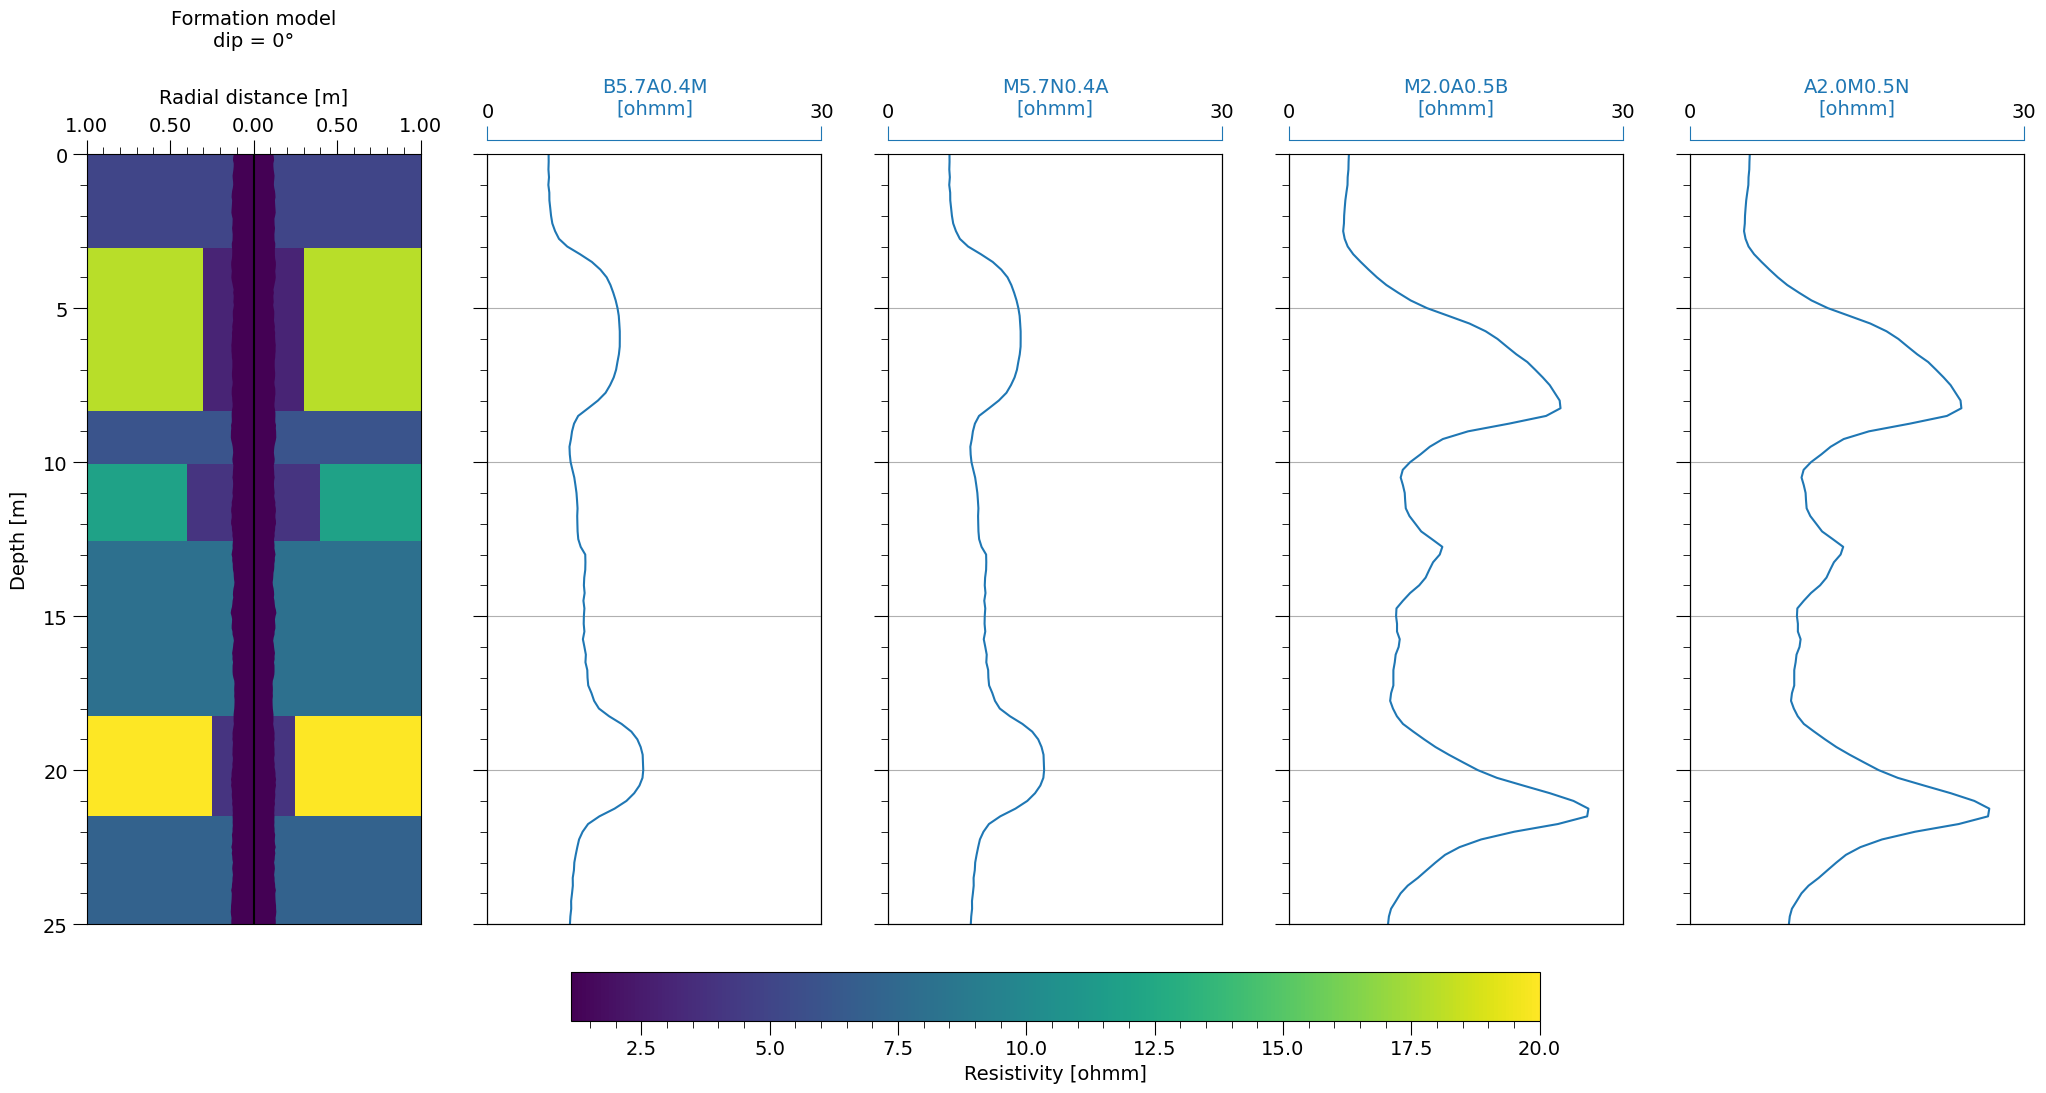 Formation model
dip = 0°
Radial distance [m]
1.00 0.50 0.00 0.50 1.00
B5.7A0.4M
[ohmm]
0 30
M5.7N0.4A
[ohmm]
0 30
M2.0A0.5B
[ohmm]
0 30
A2.0M0.5N
[ohmm]
0 30
Depth [m]
0
5
10
15
20
25
2.5 5.0 7.5 10.0 12.5 15.0 17.5 20.0
Resistivity [ohmm]